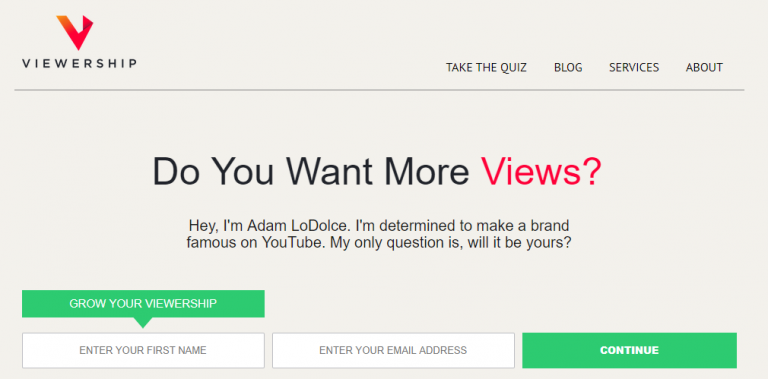 VIEWERSHIP
TAKE THE QUIZ BLOG SERVICES ABOUT
Do You Want More Views?
Hey, I'm Adam LoDolce. I'm determined to make a brand
famous on YouTube. My only question is, will it be yours?
GROW YOUR VIEWERSHIP
ENTER YOUR FIRST NAME ENTER YOUR EMAIL ADDRESS CONTINUE